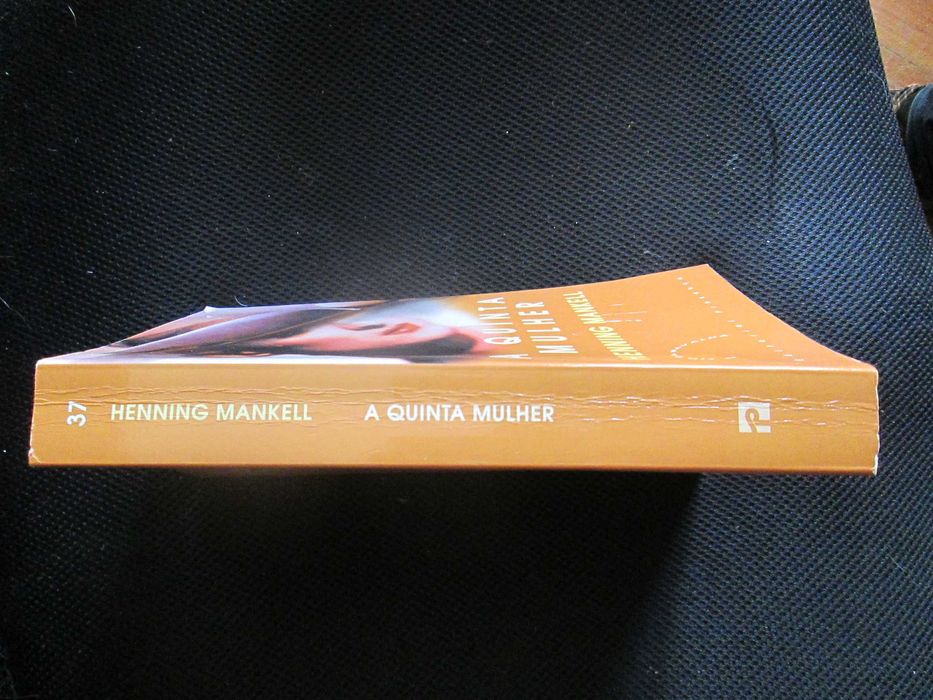 A QUINTA
MULHER
HENNING MANKELL
37 HENNING MANKELL A QUINTA MULHER